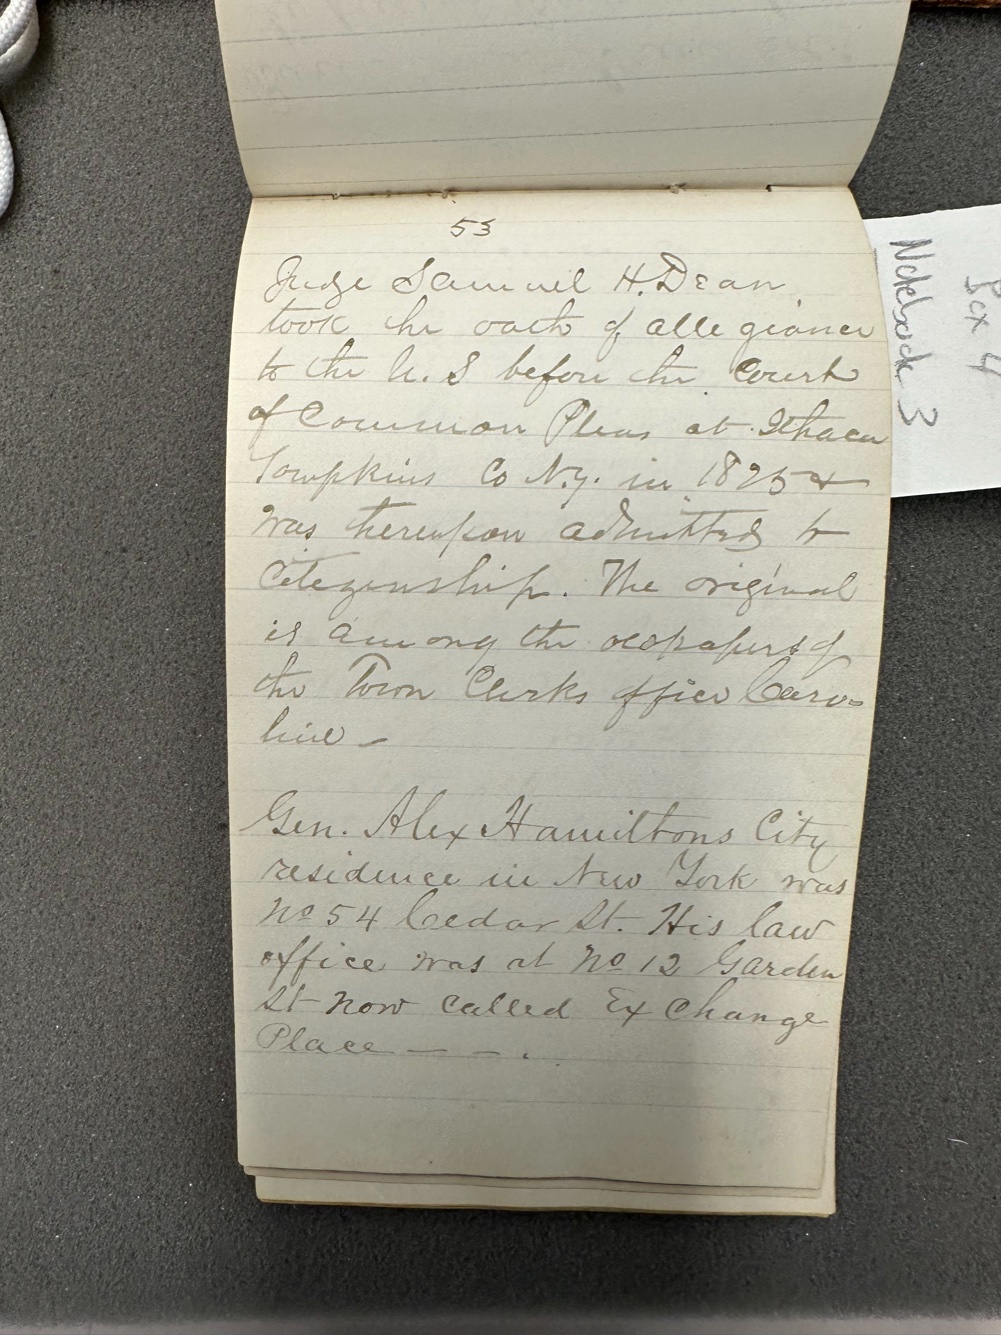 53
Judge Samuel H. Dean
took the oath of allegiance
to the U.S before the Court
of Common Pleas at Ithaca
Tompkins Co N.Y. in 1825 &
was thereupon admitted to
Citezenship. The original
is among the old papers of
the Town Clerks office Caro-
line -
Gen. Alex Hamiltons City
residence in New York was
No 54 Cedar St. His law
office was at No 12 Garden
St now called Ex Change
Place — - - .
Box 4
Notebook 3